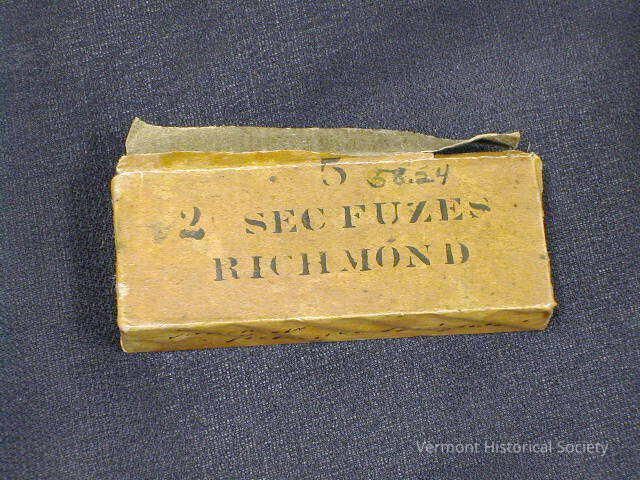 5 58.24
2 SEC FUZES
RICHMOND
Vermont Historical Society